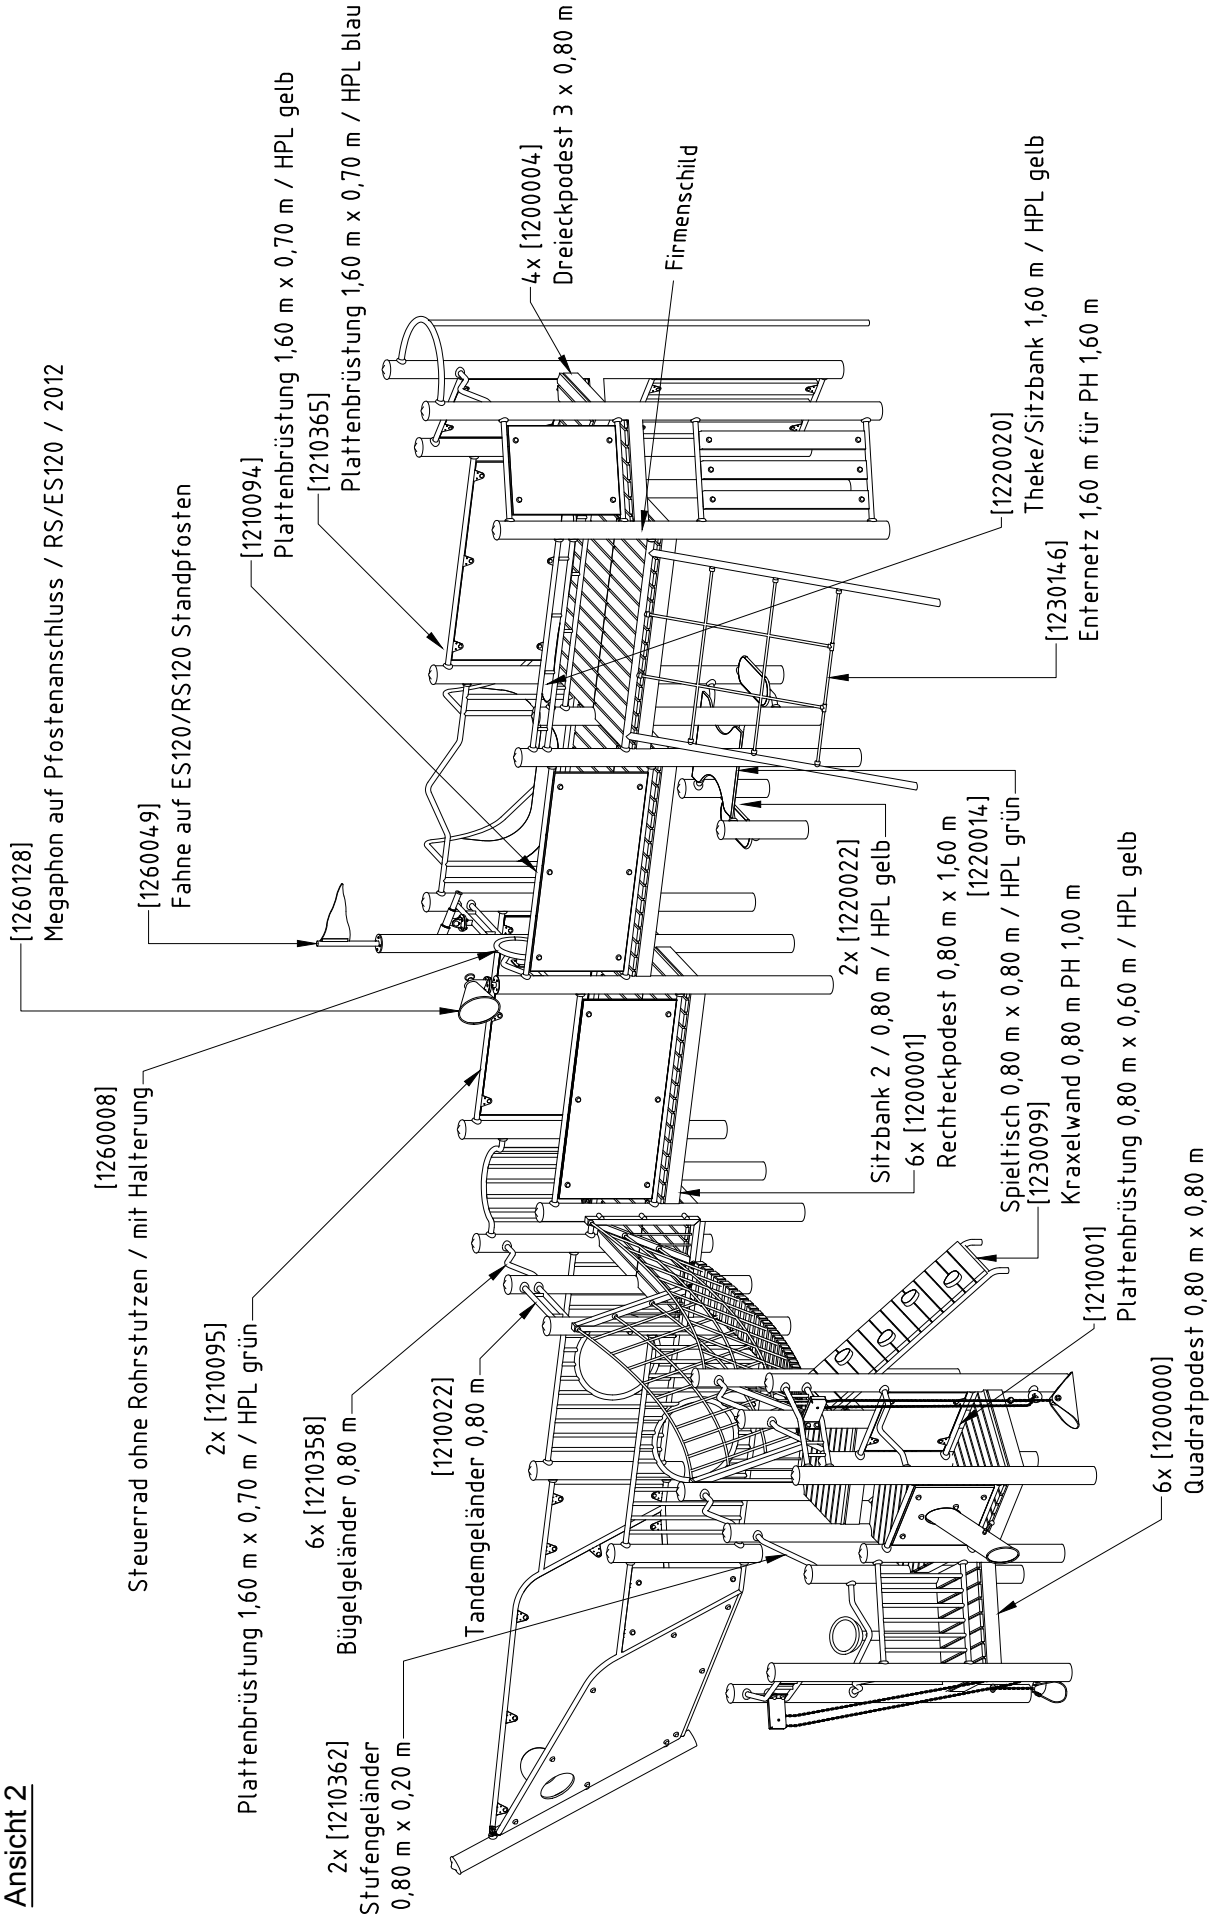 Ansicht 2
[1260128]
Megaphon auf Pfostenanschluss / RS/ES120 / 2012
[1260049]
Fahne auf ES120/RS120 Standpfosten
[1260008]
Steuerrad ohne Rohrstutzen / mit Halterung
[1210094]
Plattenbrüstung 1,60 m x 0,70 m / HPL gelb
[1210365]
Plattenbrüstung 1,60 m x 0,70 m / HPL blau
2x [1210095]
Plattenbrüstung 1,60 m x 0,70 m / HPL grün
6x [1210358]
Bügelgeländer 0,80 m
[1210022]
Tandemgeländer 0,80 m
2x [1210362]
Stufengeländer
0,80 m x 0,20 m
4x [1200004]
Dreieckpodest 3 x 0,80 m
Firmenschild
[1220020]
Theke/Sitzbank 1,60 m / HPL gelb
[1230146]
Enternetz 1,60 m für PH 1,60 m
2x [1220022]
Sitzbank 2 / 0,80 m / HPL gelb
6x [1200001]
Rechteckpodest 0,80 m x 1,60 m
[1220014]
Spieltisch 0,80 m x 0,80 m / HPL grün
[1230099]
Kraxelwand 0,80 m PH 1,00 m
[1210001]
Plattenbrüstung 0,80 m x 0,60 m / HPL gelb
6x [1200000]
Quadratpodest 0,80 m x 0,80 m